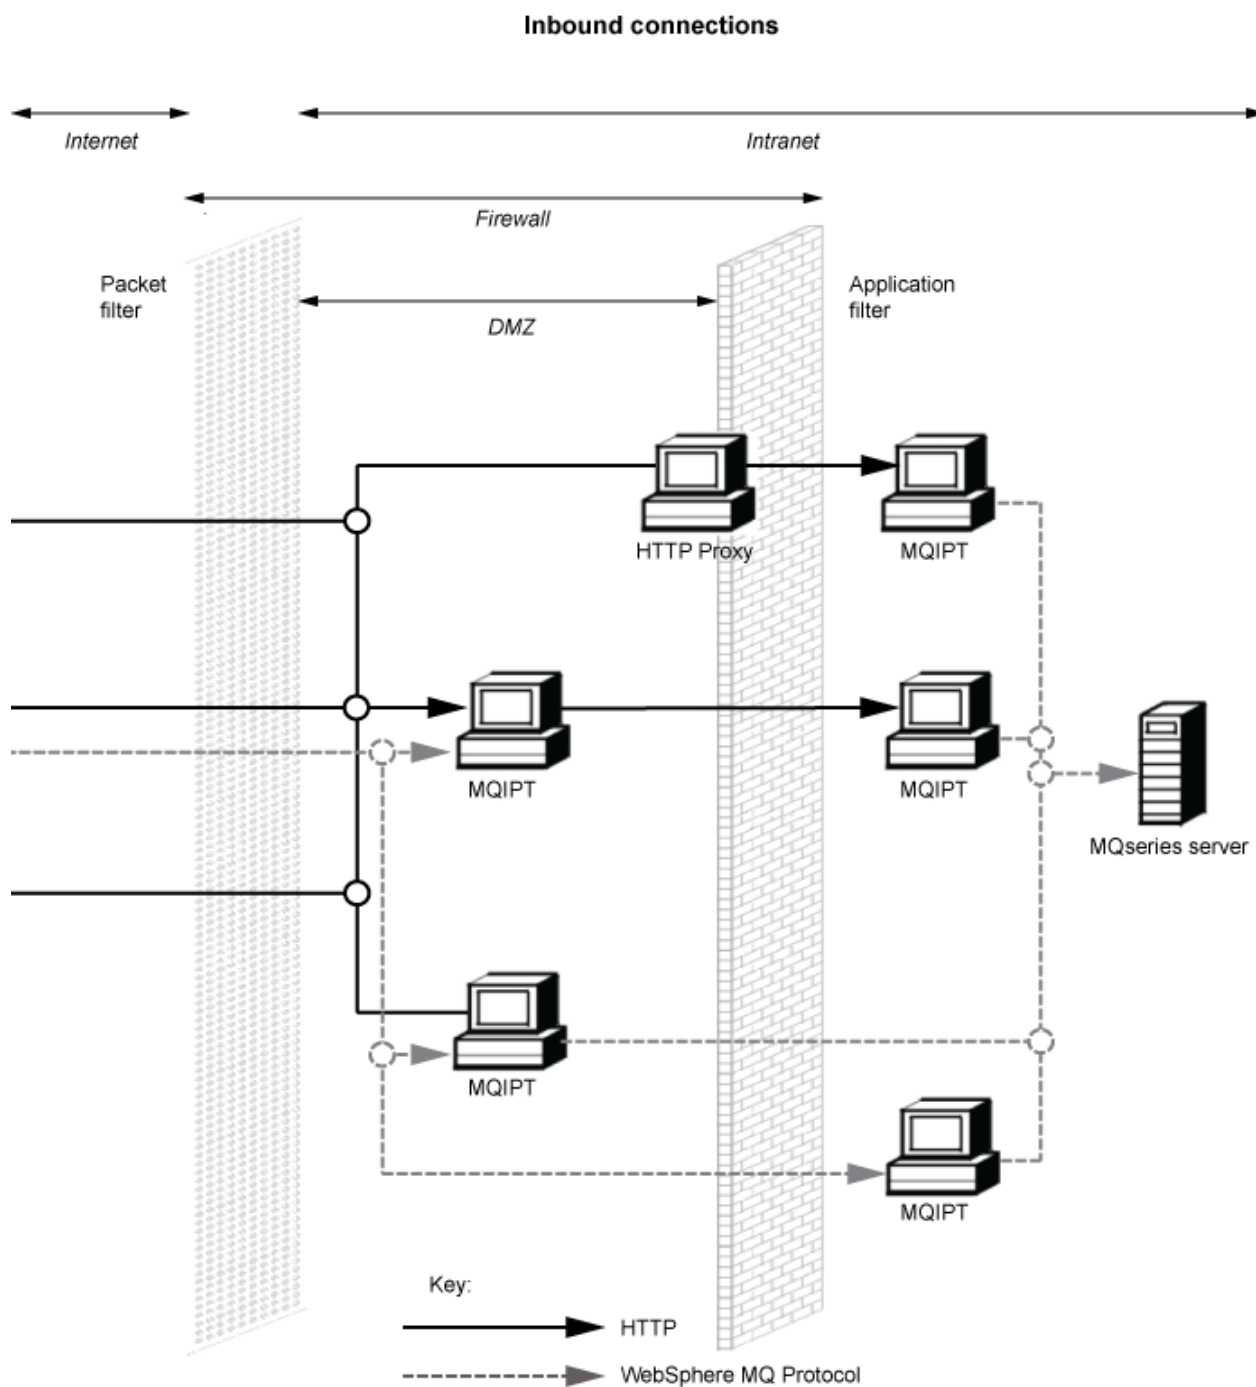 Inbound connections
Internet
Intranet
Firewall
Packet
filter
Application
filter
DMZ
HTTP Proxy
MQIPT
MQIPT
MQIPT
MQseries server
MQIPT
MQIPT
Key:
HTTP
WebSphere MQ Protocol